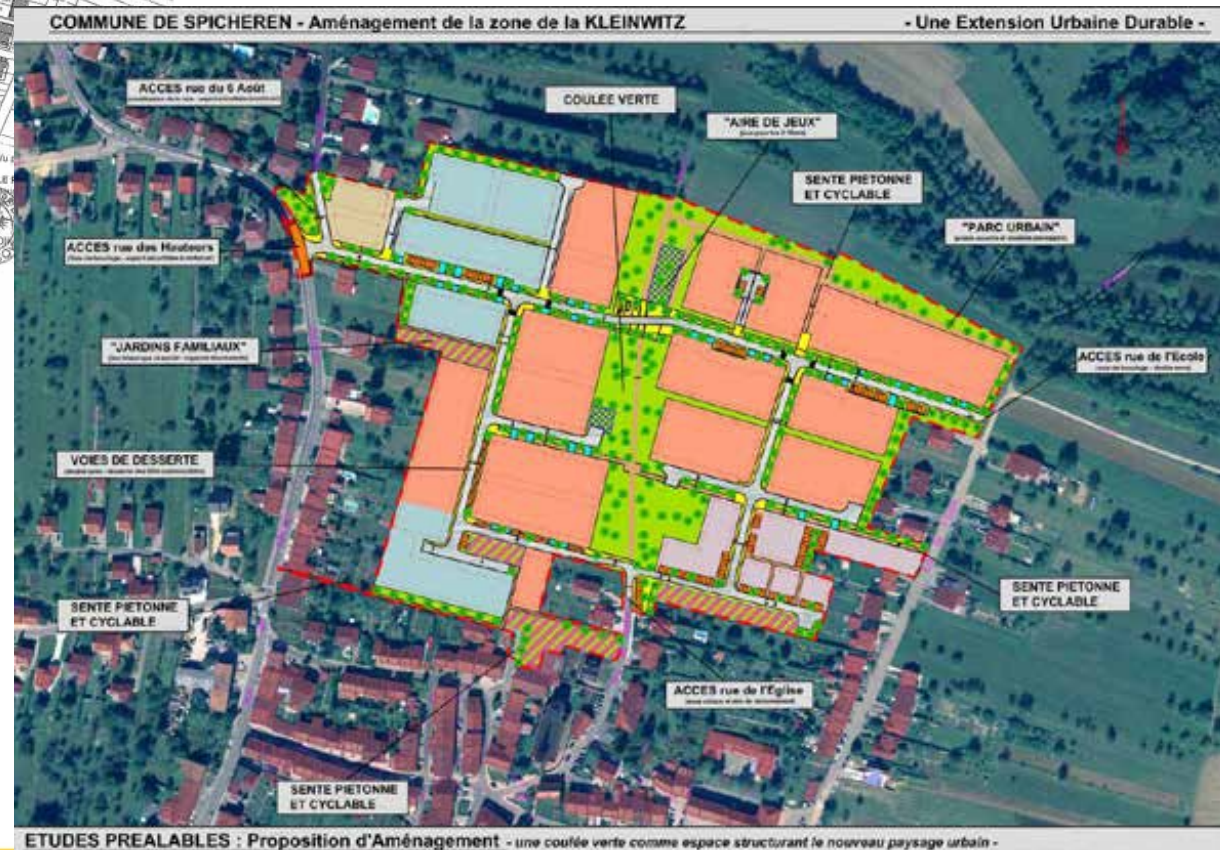 COMMUNE DE SPICHEREN - Aménagement de la zone de la KLEINWITZ
- Une Extension Urbaine Durable -
ACCES rue du 6 Août
COULEE VERTE
"AIRE DE JEUX"
SENTE PIETONNE
ET CYCLABLE
"PARC URBAIN"
ACCES rue des Hauteurs
"JARDINS FAMILIAUX"
ACCES rue de l'Ecole
VOIES DE DESSERTE
SENTE PIETONNE
ET CYCLABLE
SENTE PIETONNE
ET CYCLABLE
ACCES rue de l'Eglise
SENTE PIETONNE
ET CYCLABLE
ETUDES PREALABLES : Proposition d'Aménagement - une coulée verte comme espace structurant le nouveau paysage urbain -